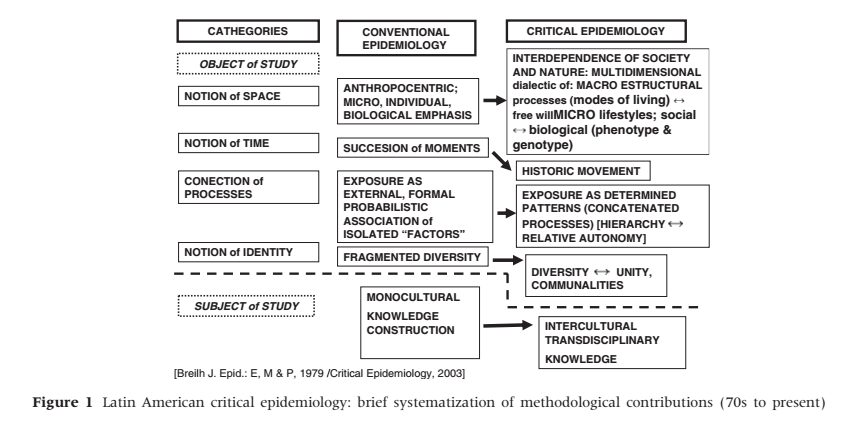 CATHEGORIES
CONVENTIONAL
EPIDEMIOLOGY
CRITICAL EPIDEMIOLOGY
OBJECT of STUDY
NOTION of SPACE
ANTHROPOCENTRIC;
MICRO, INDIVIDUAL,
BIOLOGICAL EMPHASIS
INTERDEPENDENCE OF SOCIETY
AND NATURE: MULTIDIMENSIONAL
dialectic of: MACRO ESTRUCTURAL
processes (modes of living) ↔
free willMICRO lifestyles; social
↔ biological (phenotype &
genotype)
NOTION of TIME
SUCCESION of MOMENTS
HISTORIC MOVEMENT
CONECTION of
PROCESSES
EXPOSURE AS
EXTERNAL, FORMAL
PROBABILISTIC
ASSOCIATION of
ISOLATED “FACTORS”
EXPOSURE AS DETERMINED
PATTERNS (CONCATENATED
PROCESSES) [HIERARCHY ↔
RELATIVE AUTONOMY]
NOTION of IDENTITY
FRAGMENTED DIVERSITY
DIVERSITY ↔ UNITY,
COMMUNALITIES
SUBJECT of STUDY
MONOCULTURAL
KNOWLEDGE
CONSTRUCTION
INTERCULTURAL
TRANSDISCIPLINARY
KNOWLEDGE
[Breilh J. Epid.: E, M & P, 1979 /Critical Epidemiology, 2003]
Figure 1 Latin American critical epidemiology: brief systematization of methodological contributions (70s to present)